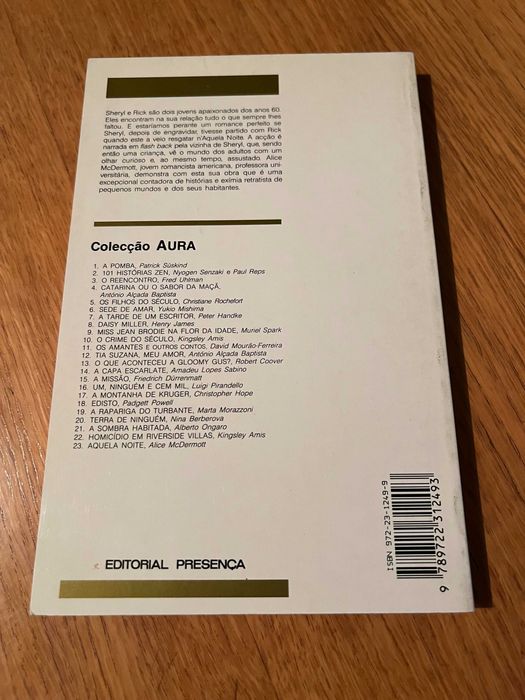 Sheryl e Rick são dois jovens apaixonados dos anos 60.
Eles encontram na sua relação tudo o que sempre lhes
faltou. E estaríamos perante um romance perfeito se
Sheryl, depois de engravidar, tivesse partido com Rick
quando este a veio resgatar n'Aquela Noite. A acção é
narrada em flash back pela vizinha de Sheryl, que, sendo
então uma criança, vê o mundo dos adultos com um
olhar curioso e, ao mesmo tempo, assustado. Alice
McDermott, jovem romancista americana, professora uni-
versitária, demonstra com esta sua obra que é uma
excepcional contadora de histórias e exímia retratista de
pequenos mundos e dos seus habitantes.
Colecção AURA
1. A POMBA, Patrick Süskind
2. 101 HISTÓRIAS ZEN, Nyogen Senzaki e Paul Reps
3. O REENCONTRO, Fred Uhlman
4. CATARINA OU O SABOR DA MAÇÃ,
António Alçada Baptista
5. OS FILHOS DO SÉCULO, Christiane Rochefort
6. SEDE DE AMAR, Yukio Mishima
7. A TARDE DE UM ESCRITOR, Peter Handke
8. DAISY MILLER, Henry James
9. MISS JEAN BRODIE NA FLOR DA IDADE, Muriel Spark
10. O CRIME DO SÉCULO, Kingsley Amis
11. OS AMANTES E OUTROS CONTOS, David Mourão-Ferreira
12. TIA SUZANA, MEU AMOR, António Alçada Baptista
13. O QUE ACONTECEU A GLOOMY GUS?, Robert Coover
14. A CAPA ESCARLATE, Amadeu Lopes Sabino
15. A MISSÃO, Friedrich Dürrenmatt
16. UM, NINGUÉM E CEM MIL, Luigi Pirandello
17. A MONTANHA DE KRUGER, Christopher Hope
18. EDISTO, Padgett Powell
19. A RAPARIGA DO TURBANTE, Marta Morazzoni
20. TERRA DE NINGUÉM, Nina Berberova
21. A SOMBRA HABITADA, Alberto Ongaro
22. HOMICÍDIO EM RIVERSIDE VILLAS, Kingsley Amis
23. AQUELA NOITE, Alice McDermott
EDITORIAL PRESENÇA
ISBN 972-23-1249-9
9 789722 312493